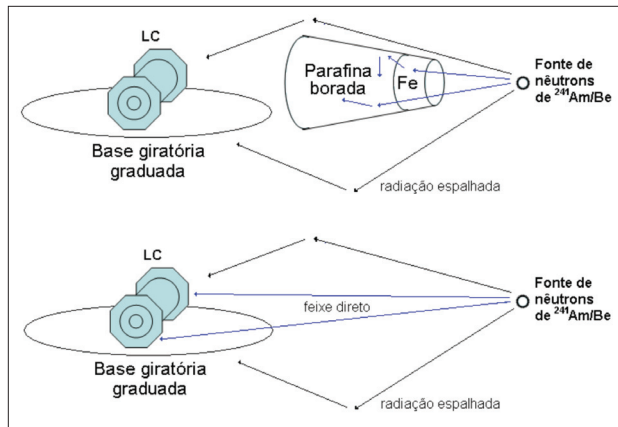 LC
Parafina
borada
Fe
Fonte de
nêutrons
de ²⁴¹Am/Be
Base giratória
graduada
radiação espalhada
LC
feixe direto
Fonte de
nêutrons
de ²⁴¹Am/Be
Base giratória
graduada
radiação espalhada